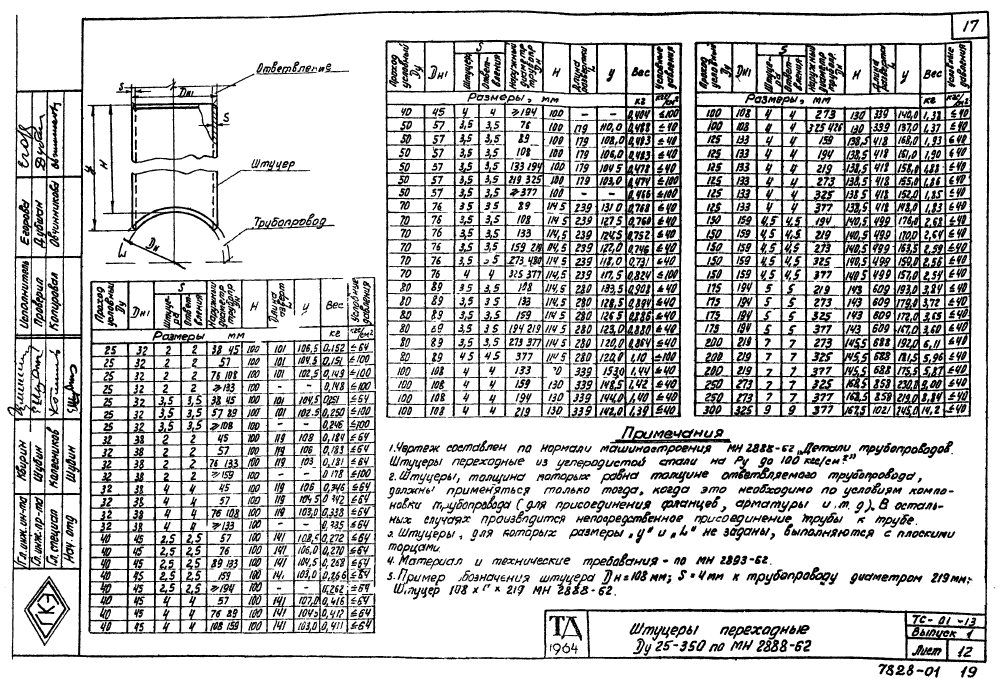 17
Ответвление
S
Dн1
S
H
У
Штуцер
Трубопровод
Dн
L
Проход условный Dу | Dн1 | S Штуцера | Ответвления | Наружный диаметр трубопр. Dн | H | Длина развертки L | У | Вес | Условные давления
Размеры, мм | кг | кгс/см²
25 32 2 2 38 45 100 101 106,5 0,152 ≤64
25 32 2 2 57 100 101 104,5 0,151 ≤100
25 32 2 2 76 108 100 101 102,5 0,149 ≤100
25 32 2 2 ≥133 100 – – 0,148 ≤100
25 32 3,5 3,5 38 45 100 101 104,5 0,251 ≤64
25 32 3,5 3,5 57 89 100 101 102,5 0,250 ≤100
25 32 3,5 3,5 ≥108 100 – – 0,246 ≤100
32 38 2 2 45 100 119 108 0,184 ≤64
32 38 2 2 57 100 119 106 0,183 ≤64
32 38 2 2 76 133 100 119 103 0,181 ≤64
32 38 2 2 ≥159 100 – – 0,178 ≤100
32 38 4 4 45 100 119 106 0,346 ≤64
32 38 4 4 57 100 119 104,5 0,342 ≤64
32 38 4 4 76 108 100 119 103,0 0,338 ≤64
32 38 4 4 ≥133 100 – – 0,335 ≤64
40 45 2,5 2,5 57 100 141 108,5 0,272 ≤64
40 45 2,5 2,5 76 100 141 106,0 0,270 ≤64
40 45 2,5 2,5 89 133 100 141 104,5 0,268 ≤64
40 45 2,5 2,5 159 100 141 103,0 0,266 ≤64
40 45 2,5 2,5 ≥194 100 – – 0,262 ≤64
40 45 4 4 57 100 141 107,0 0,416 ≤64
40 45 4 4 76 89 100 141 104,0 0,412 ≤64
40 45 4 4 108 159 100 141 103,0 0,411 ≤64
Проход условный Dу | Dн1 | S Штуцера | Ответвления | Наружный диаметр трубопр. Dн | H | Длина развертки L | У | Вес | Условные давления
Размеры, мм | кг | кгс/см²
40 45 4 4 ≥194 100 – – 0,404 ≤100
50 57 3,5 3,5 76 100 179 110,0 0,488 ≤40
50 57 3,5 3,5 89 100 179 108,0 0,483 ≤40
50 57 3,5 3,5 108 100 179 106,0 0,483 ≤40
50 57 3,5 3,5 133 194 100 179 104,5 0,478 ≤40
50 57 3,5 3,5 219 325 100 179 103,0 0,474 ≤100
50 57 3,5 3,5 ≥377 100 – – 0,466 ≤100
70 76 3,5 3,5 89 114,5 239 131,0 0,768 ≤40
70 76 3,5 3,5 108 114,5 239 127,5 0,760 ≤40
70 76 3,5 3,5 133 114,5 239 124,5 0,752 ≤40
70 76 3,5 3,5 159 219 114,5 239 122,0 0,746 ≤40
70 76 3,5 3,5 273 480 114,5 239 118,0 0,731 ≤40
70 76 4 4 325 377 114,5 239 117,5 0,824 ≤100
80 89 3,5 3,5 108 114,5 280 133,5 0,908 ≤40
80 89 3,5 3,5 133 114,5 280 128,5 0,894 ≤40
80 89 3,5 3,5 159 114,5 280 126,5 0,886 ≤40
80 89 3,5 3,5 194 219 114,5 280 123,0 0,880 ≤40
80 89 3,5 3,5 273 377 114,5 280 120,0 0,864 ≤40
80 89 4,5 4,5 377 114,5 280 120,0 1,10 ≤100
100 108 4 4 133 130 339 153,0 1,44 ≤40
100 108 4 4 159 130 339 148,5 1,42 ≤40
100 108 4 4 194 130 339 144,0 1,40 ≤40
100 108 4 4 219 130 339 142,0 1,39 ≤40
Проход условный Dу | Dн1 | S Штуцера | Ответвления | Наружный диаметр трубопр. Dн | H | Длина развертки L | У | Вес | Условные давления
Размеры, мм | кг | кгс/см²
100 108 4 4 273 130 339 140,0 1,38 ≤40
100 108 4 4 325 426 130 339 137,0 1,37 ≤40
125 133 4 4 159 138,5 418 168,0 1,93 ≤40
125 133 4 4 194 138,5 418 161,0 1,90 ≤40
125 133 4 4 219 138,5 418 158,0 1,88 ≤40
125 133 4 4 273 138,5 418 155,0 1,86 ≤40
125 133 4 4 325 138,5 418 152,0 1,85 ≤40
125 133 4 4 377 138,5 418 148,0 1,83 ≤40
150 159 4,5 4,5 194 140,5 499 176,0 2,68 ≤40
150 159 4,5 4,5 219 140,5 499 170,0 2,64 ≤40
150 159 4,5 4,5 273 140,5 499 163,5 2,59 ≤40
150 159 4,5 4,5 325 140,5 499 159,0 2,56 ≤40
150 159 4,5 4,5 377 140,5 499 157,0 2,54 ≤40
175 194 5 5 219 143 609 193,0 3,84 ≤40
175 194 5 5 273 143 609 179,0 3,72 ≤40
175 194 5 5 325 143 609 172,0 3,65 ≤40
175 194 5 5 377 143 609 167,0 3,60 ≤40
200 219 7 7 273 145,5 688 192,0 6,11 ≤40
200 219 7 7 325 145,5 688 181,5 5,96 ≤40
200 219 7 7 377 145,5 688 175,5 5,87 ≤40
250 273 7 7 325 168,5 858 230,8 9,00 ≤40
250 273 7 7 377 168,5 858 219,0 8,84 ≤40
300 325 9 9 377 167,5 1021 245,0 14,2 ≤40
Примечания
1. Чертеж составлен по нормали машиностроения МН 2888-62 „Детали трубопроводов.
Штуцеры переходные из углеродистой стали на Ру до 100 кгс/см²"
2. Штуцеры, толщина которых равна толщине ответвляемого трубопровода,
должны применяться только тогда, когда это необходимо по условиям компо-
новки трубопровода (для присоединения фланцев, арматуры и т.д). В осталь-
ных случаях производится непосредственное присоединение трубы к трубе.
3. Штуцеры, для которых размеры „у" и „L" не заданы, выполняются с плоскими
торцами.
4. Материал и технические требования - по МН 2893-62.
5. Пример обозначения штуцера Dн=108мм; S=4мм к трубопроводу диаметром 219мм:
Штуцер 108 х 4 х 219 МН 2888-62.
ТД
1964
Штуцеры переходные
Dу 25-350 по МН 2888-62
ТС-01-13
Выпуск 1
Лист 12
7828-01 19
Гл. инж. ин-та
Гл. инж. пр-та
Гл. специал
Нач. отд
Кабирин
Шубин
Колесников
Шубин
Исполнитель Егорова
Проверил Дубшан
Копировала Овчинникова
ГКЭ